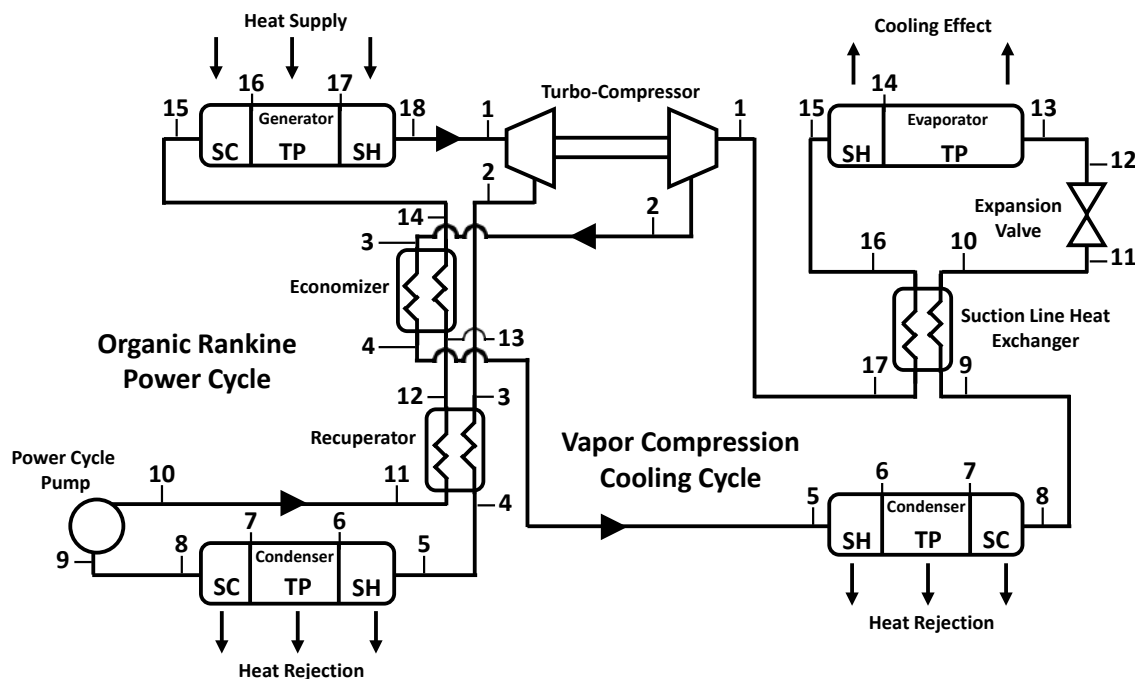 Heat Supply
Cooling Effect
15
16
17
18
Generator
SC
TP
SH
1
2
Turbo-Compressor
1
2
15
14
13
Evaporator
SH
TP
12
Expansion
Valve
11
14
3
Economizer
4
13
16
10
Suction Line Heat
Exchanger
17
9
Organic Rankine
Power Cycle
12
3
Recuperator
Vapor Compression
Cooling Cycle
Power Cycle
Pump
10
11
4
9
8
7
6
5
Condenser
SC
TP
SH
Heat Rejection
5
6
7
8
Condenser
SH
TP
SC
Heat Rejection